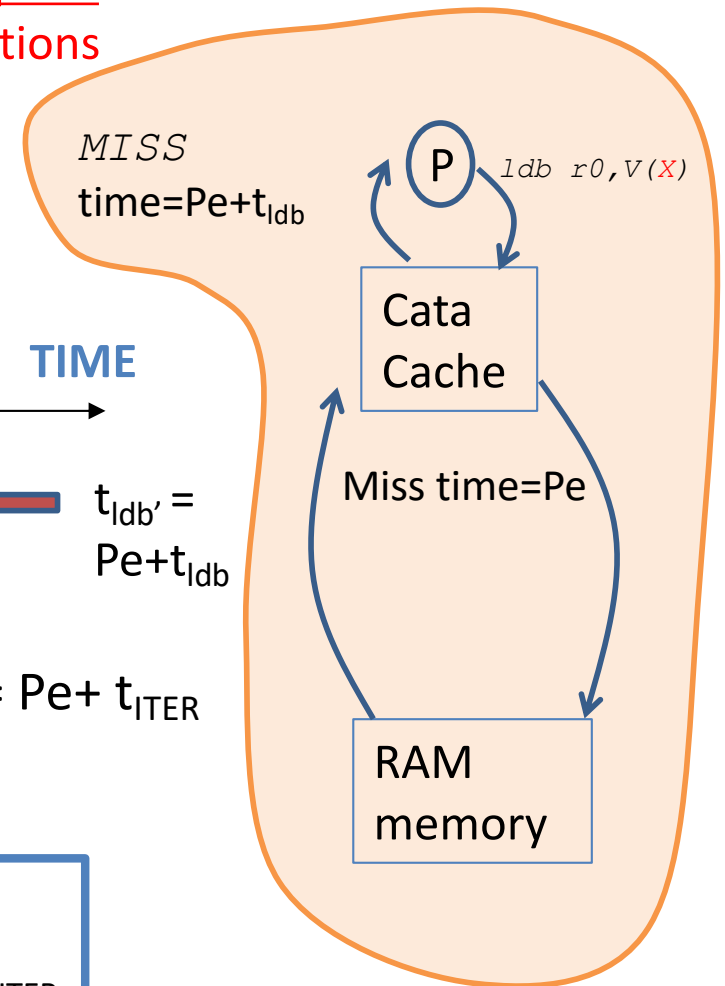 tions
MISS
time=Pe+tldb
P
ldb r0,V(X)
Cata
Cache
TIME
Miss time=Pe
tldb’ =
Pe+tldb
= Pe+ tITER
RAM
memory